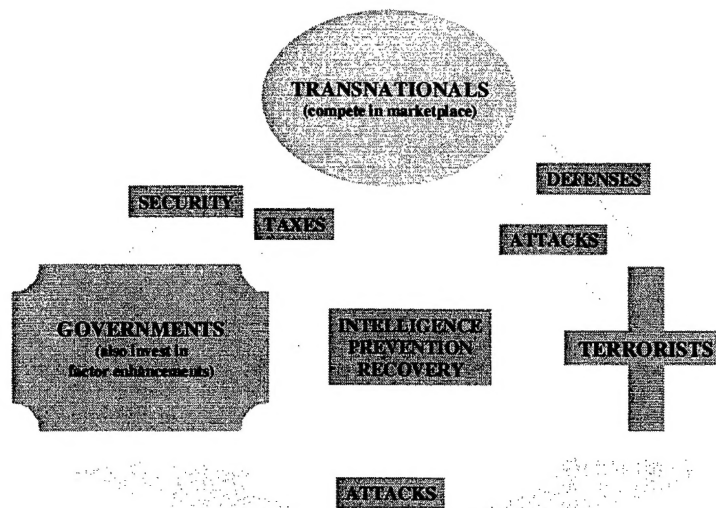 TRANSNATIONALS
(compete in marketplace)
DEFENSES
SECURITY
TAXES
ATTACKS
GOVERNMENTS
(also invest in
factor enhancements)
INTELLIGENCE
PREVENTION
RECOVERY
TERRORISTS
ATTACKS